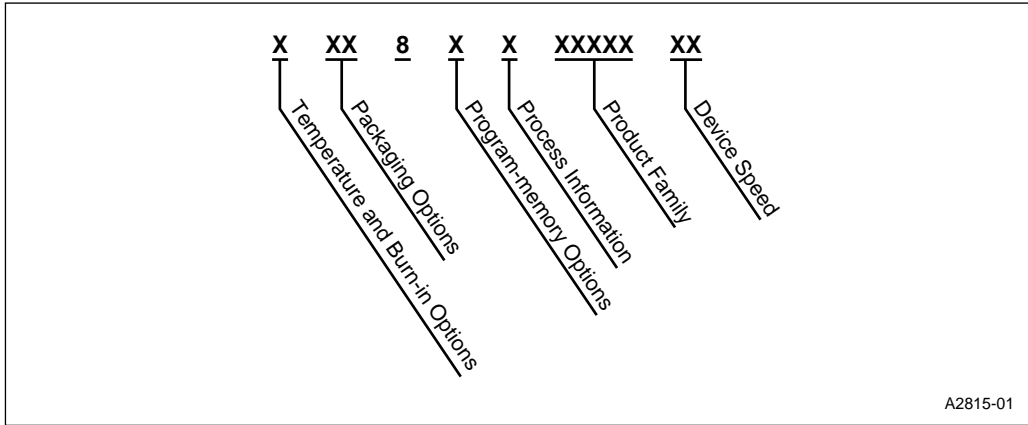 X XX 8 X X XXXXX XX
Temperature and Burn-in Options
Packaging Options
Program-memory Options
Process Information
Product Family
Device Speed
A2815-01